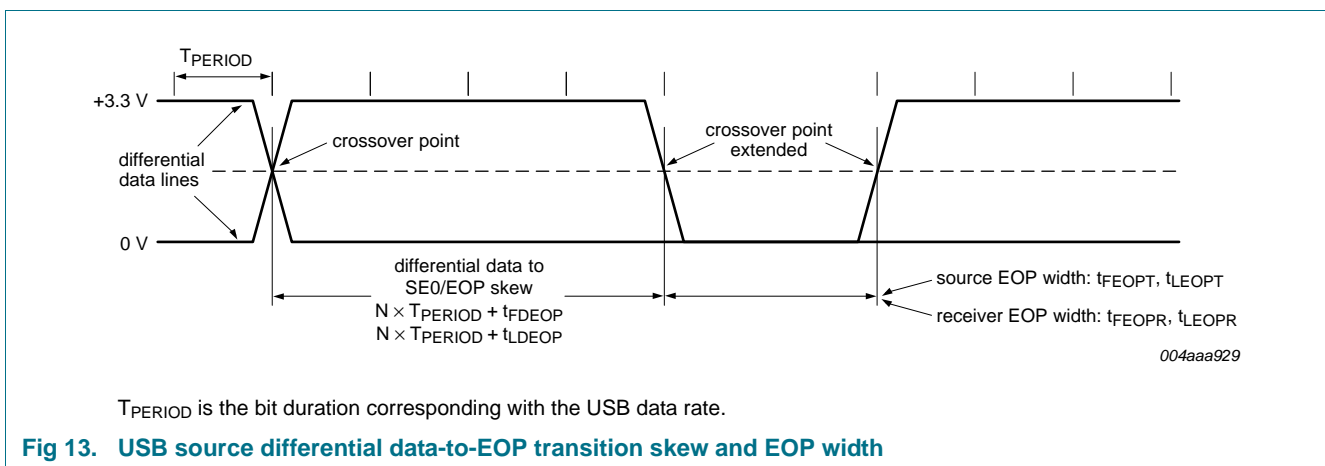 TPERIOD
+3.3 V
crossover point
crossover point
extended
differential
data lines
0 V
differential data to
SE0/EOP skew
N × TPERIOD + tFDEOP
N × TPERIOD + tLDEOP
source EOP width: tFEOPT, tLEOPT
receiver EOP width: tFEOPR, tLEOPR
004aaa929
TPERIOD is the bit duration corresponding with the USB data rate.
Fig 13. USB source differential data-to-EOP transition skew and EOP width